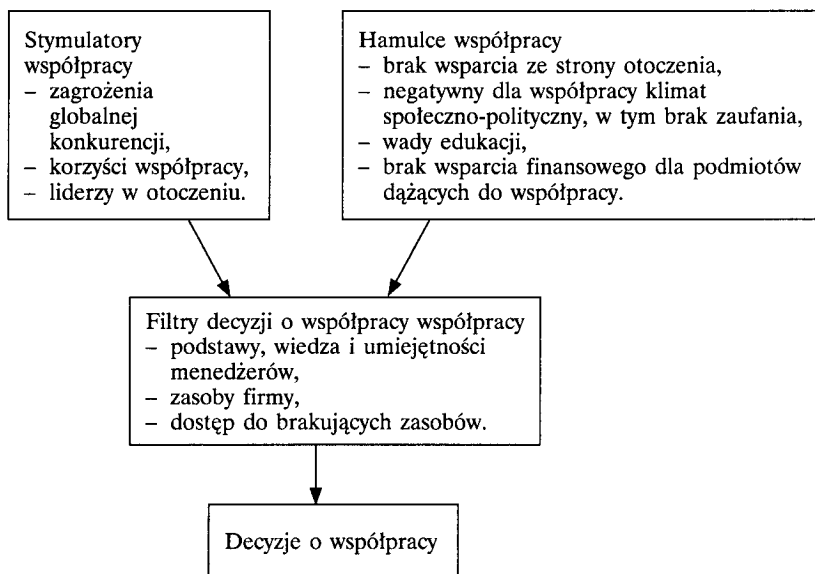 Stymulatory
współpracy
– zagrożenia
globalnej
konkurencji,
– korzyści współpracy,
– liderzy w otoczeniu.
Hamulce współpracy
– brak wsparcia ze strony otoczenia,
– negatywny dla współpracy klimat
społeczno-polityczny, w tym brak zaufania,
– wady edukacji,
– brak wsparcia finansowego dla podmiotów
dążących do współpracy.
Filtry decyzji o współpracy współpracy
– podstawy, wiedza i umiejętności
menedżerów,
– zasoby firmy,
– dostęp do brakujących zasobów.
Decyzje o współpracy